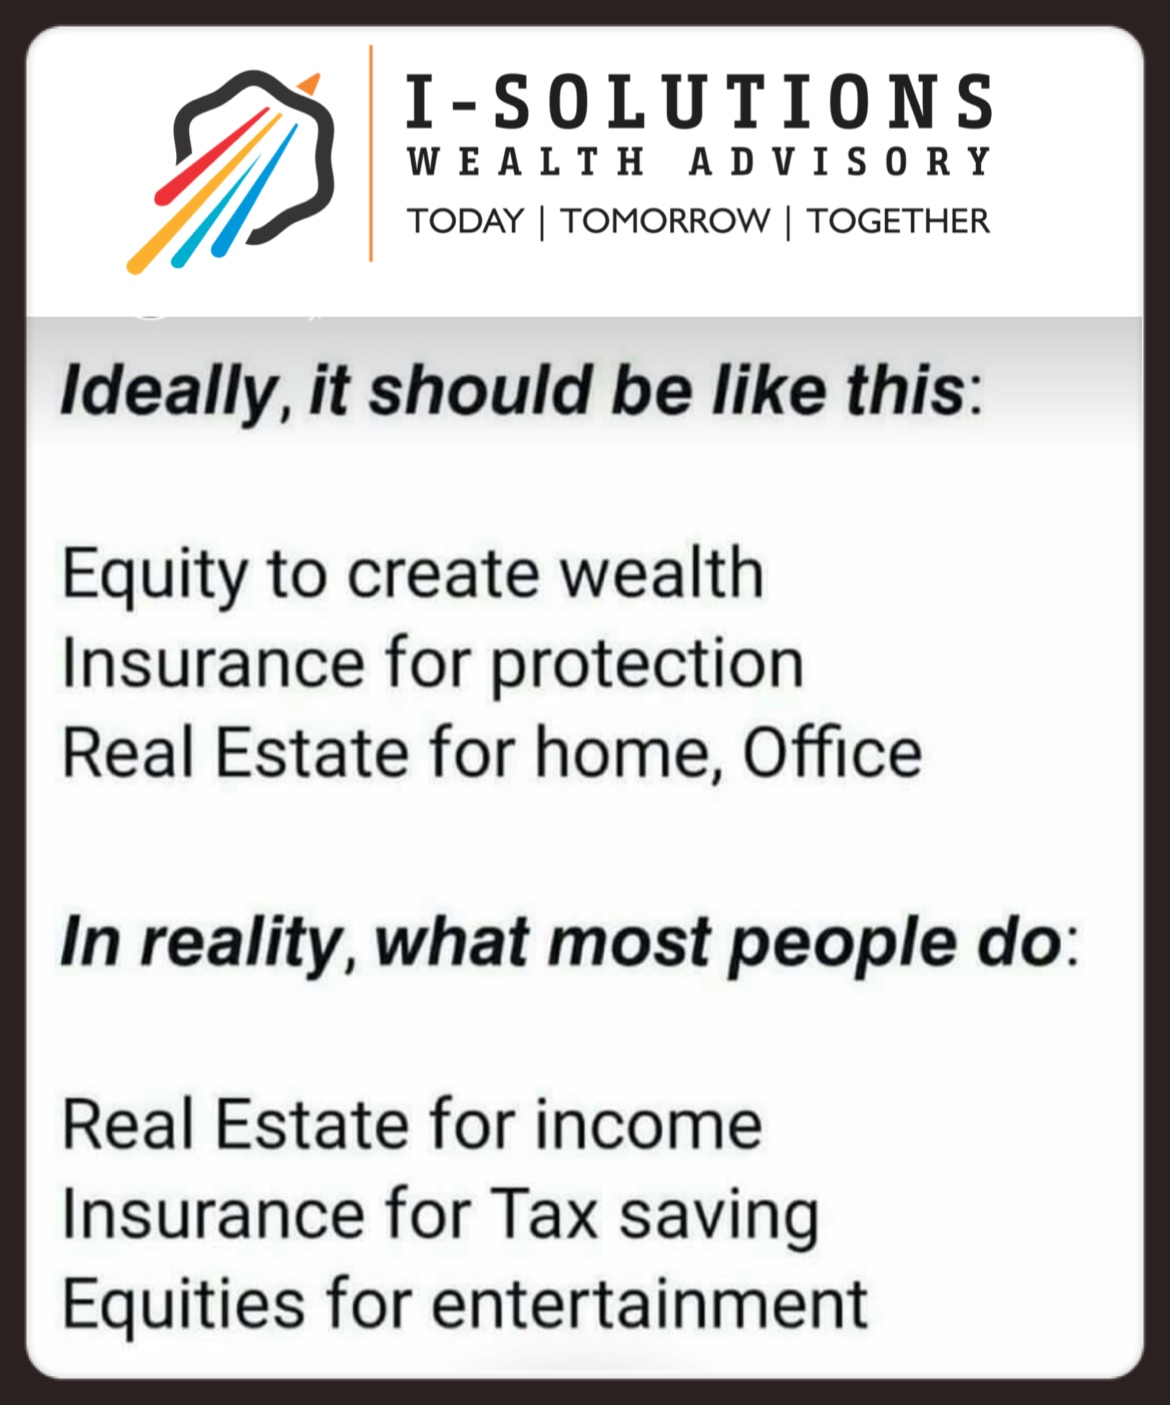 I-SOLUTIONS
WEALTH ADVISORY
TODAY | TOMORROW | TOGETHER
Ideally, it should be like this:
Equity to create wealth
Insurance for protection
Real Estate for home, Office
In reality, what most people do:
Real Estate for income
Insurance for Tax saving
Equities for entertainment